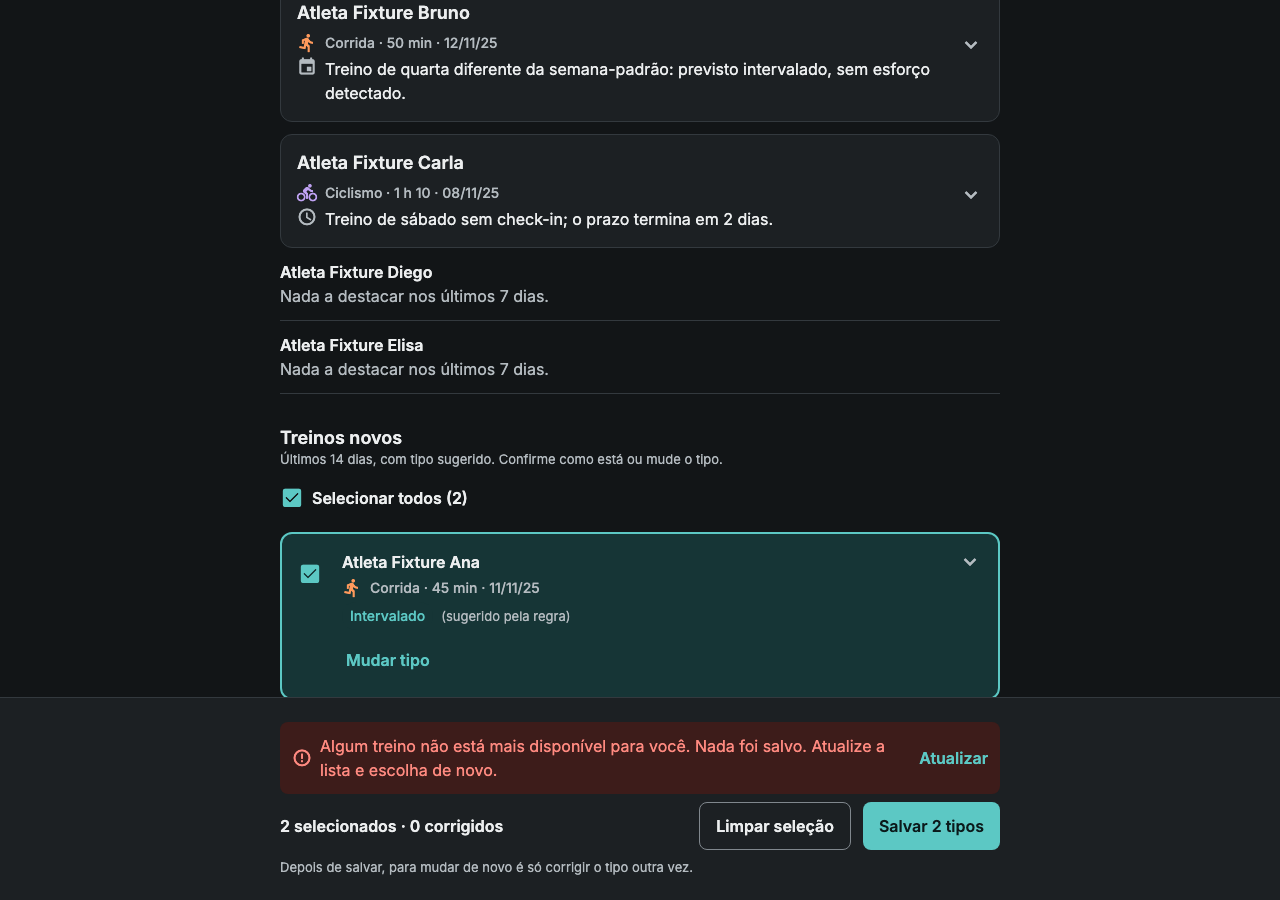 Atleta Fixture Bruno
Corrida · 50 min · 12/11/25
Treino de quarta diferente da semana-padrão: previsto intervalado, sem esforço
detectado.
Atleta Fixture Carla
Ciclismo · 1 h 10 · 08/11/25
Treino de sábado sem check-in; o prazo termina em 2 dias.
Atleta Fixture Diego
Nada a destacar nos últimos 7 dias.
Atleta Fixture Elisa
Nada a destacar nos últimos 7 dias.
Treinos novos
Últimos 14 dias, com tipo sugerido. Confirme como está ou mude o tipo.
Selecionar todos (2)
Atleta Fixture Ana
Corrida · 45 min · 11/11/25
Intervalado (sugerido pela regra)
Mudar tipo
Algum treino não está mais disponível para você. Nada foi salvo. Atualize a
lista e escolha de novo.
Atualizar
2 selecionados · 0 corrigidos
Limpar seleção
Salvar 2 tipos
Depois de salvar, para mudar de novo é só corrigir o tipo outra vez.